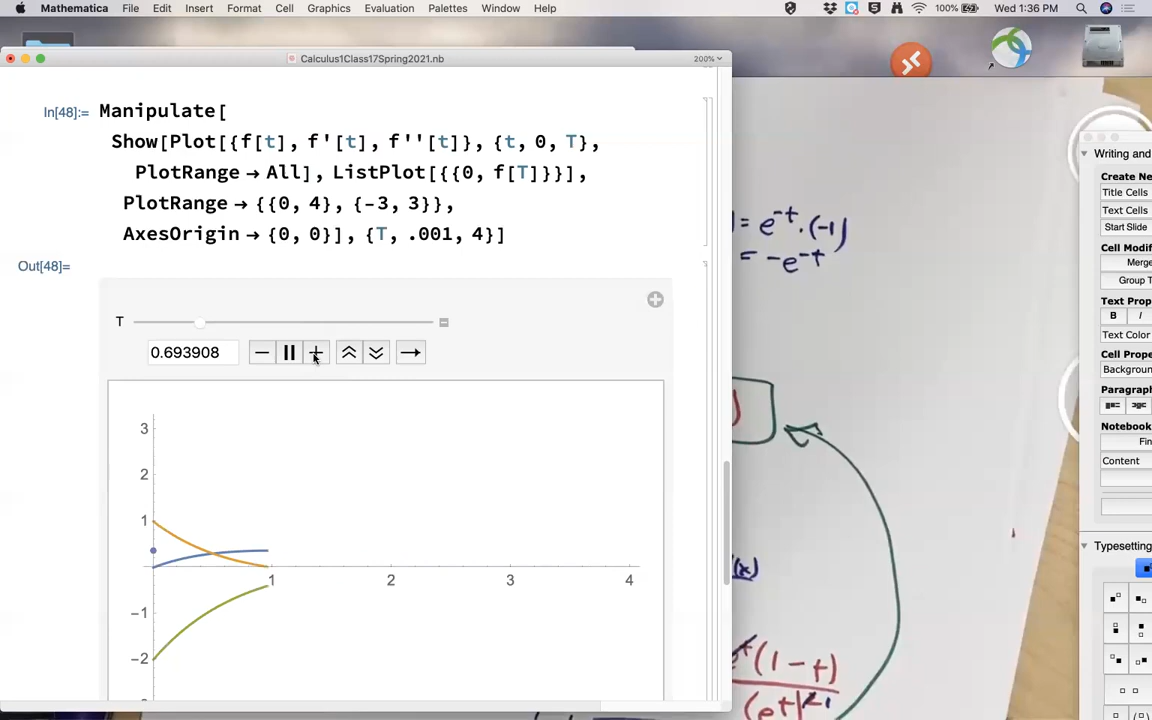 Mathematica File Edit Insert Format Cell Graphics Evaluation Palettes Window Help 100% Wed 1:36 PM
Calculus1Class17Spring2021.nb 200%
In[48]:= Manipulate[
Show[Plot[{f[t], f'[t], f''[t]}, {t, 0, T},
PlotRange → All], ListPlot[{{0, f[T]}}],
PlotRange → {{0, 4}, {-3, 3}},
AxesOrigin → {0, 0}], {T, .001, 4}]
Out[48]=
T
0.693908
3
2
1
1 2 3 4
-1
-2
= e^-t · (-1)
= -e^-t
(x)
(1-t)
(et)
Writing and
Create Ne
Title Cells
Text Cells
Start Slide
Cell Modif
Merge
Group T
Text Prop
B I
Text Color
Cell Prope
Backgroun
Paragraph
Notebook
Fin
Content
Typesetting